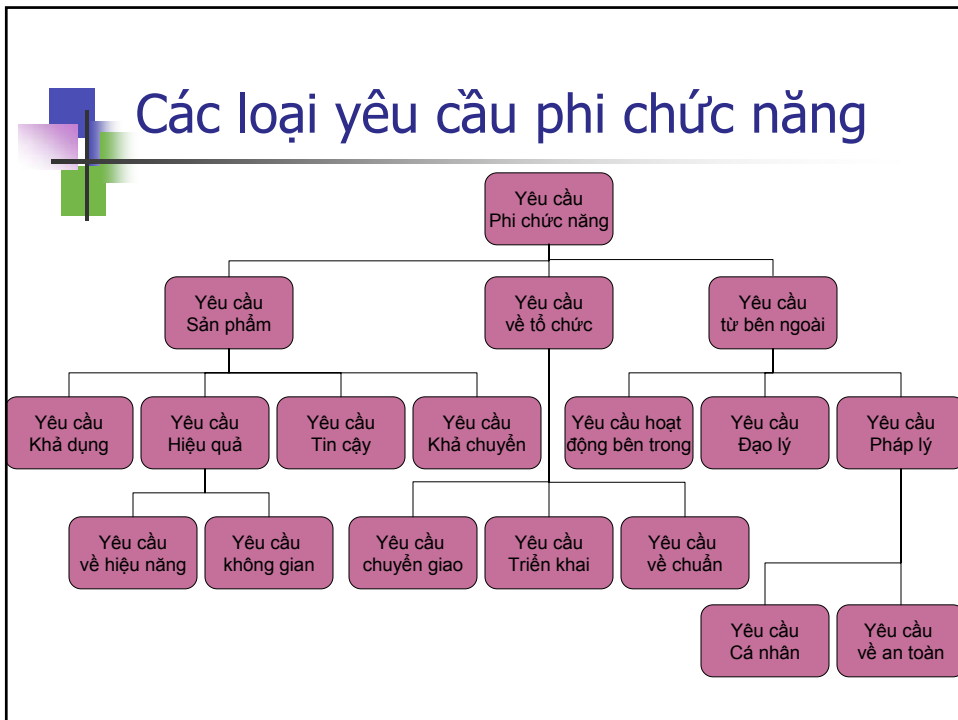 Các loại yêu cầu phi chức năng
Yêu cầu
Phi chức năng
Yêu cầu
Sản phẩm
Yêu cầu
về tổ chức
Yêu cầu
từ bên ngoài
Yêu cầu
Khả dụng
Yêu cầu
Hiệu quả
Yêu cầu
Tin cậy
Yêu cầu
Khả chuyển
Yêu cầu hoạt
động bên trong
Yêu cầu
Đạo lý
Yêu cầu
Pháp lý
Yêu cầu
về hiệu năng
Yêu cầu
không gian
Yêu cầu
chuyển giao
Yêu cầu
Triển khai
Yêu cầu
về chuẩn
Yêu cầu
Cá nhân
Yêu cầu
về an toàn